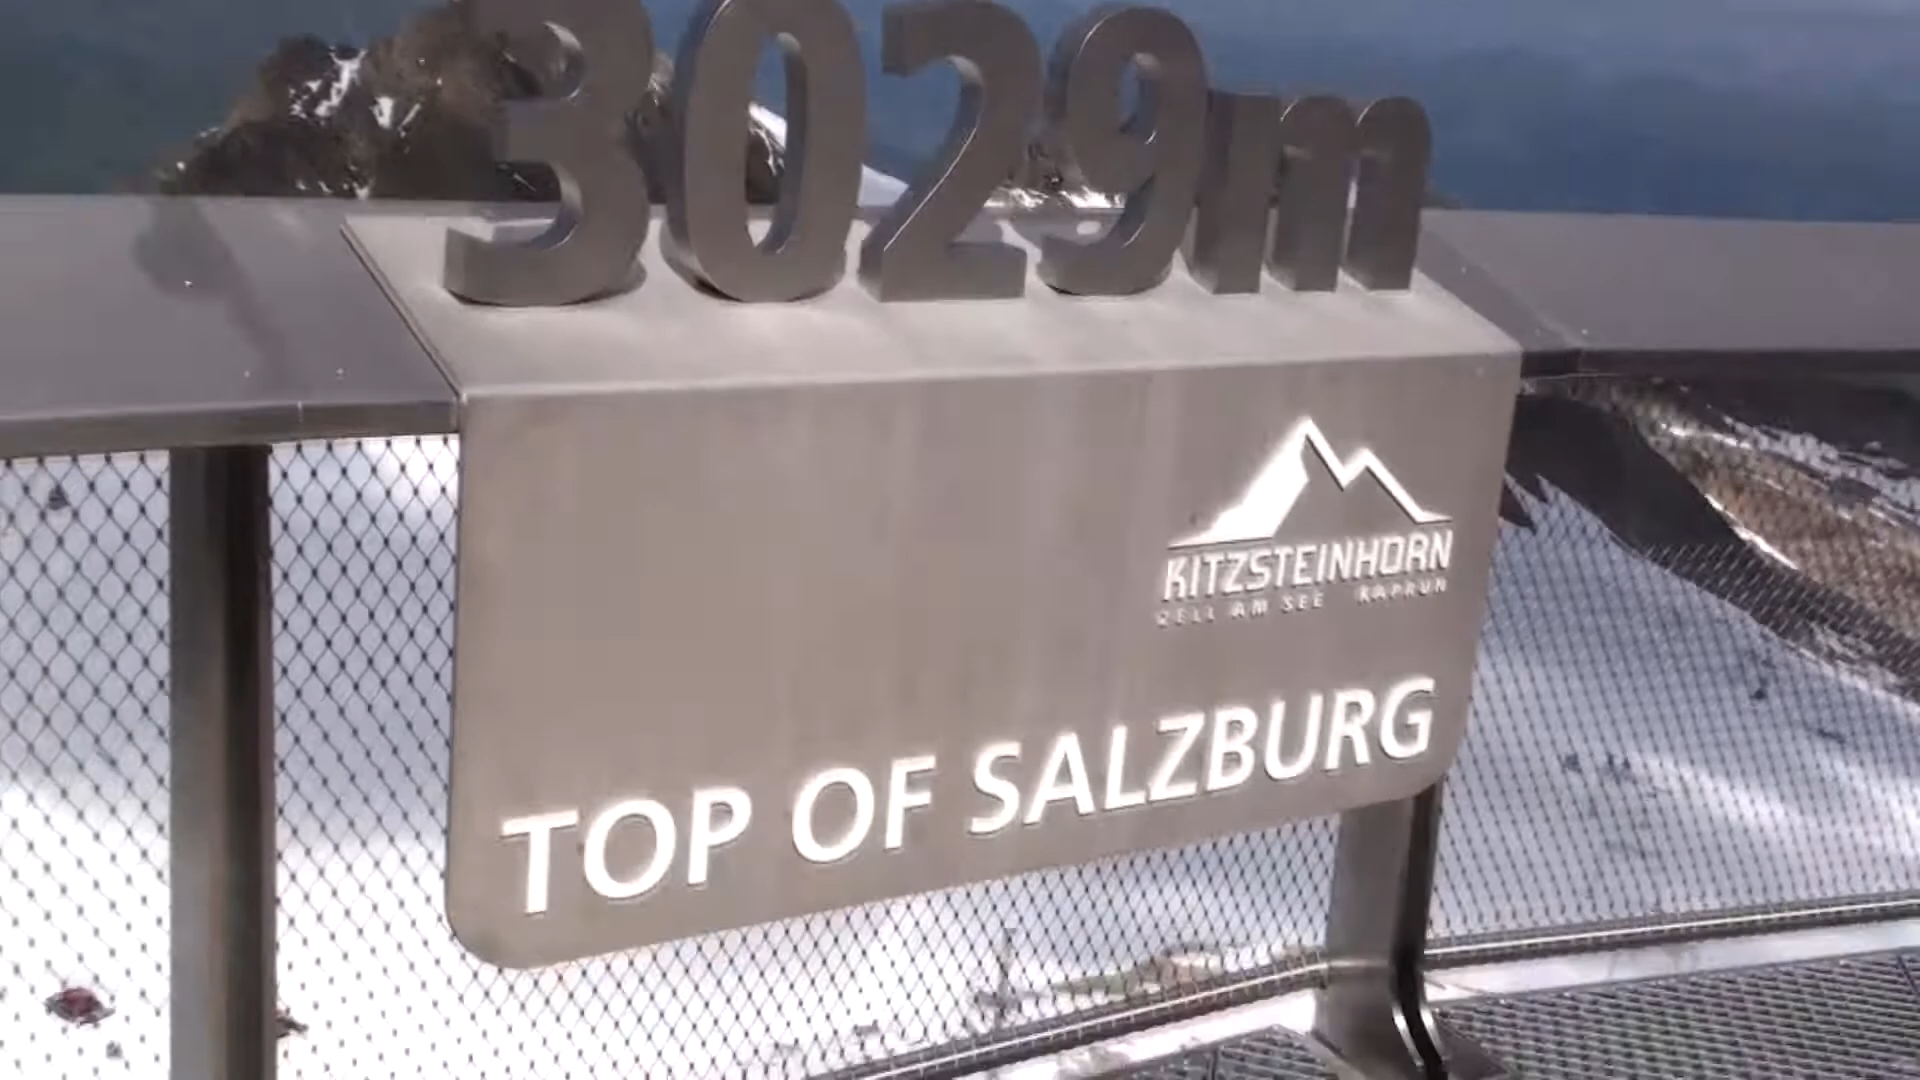 3029m
KITZSTEINHORN
ZELL AM SEE KAPRUN
TOP OF SALZBURG